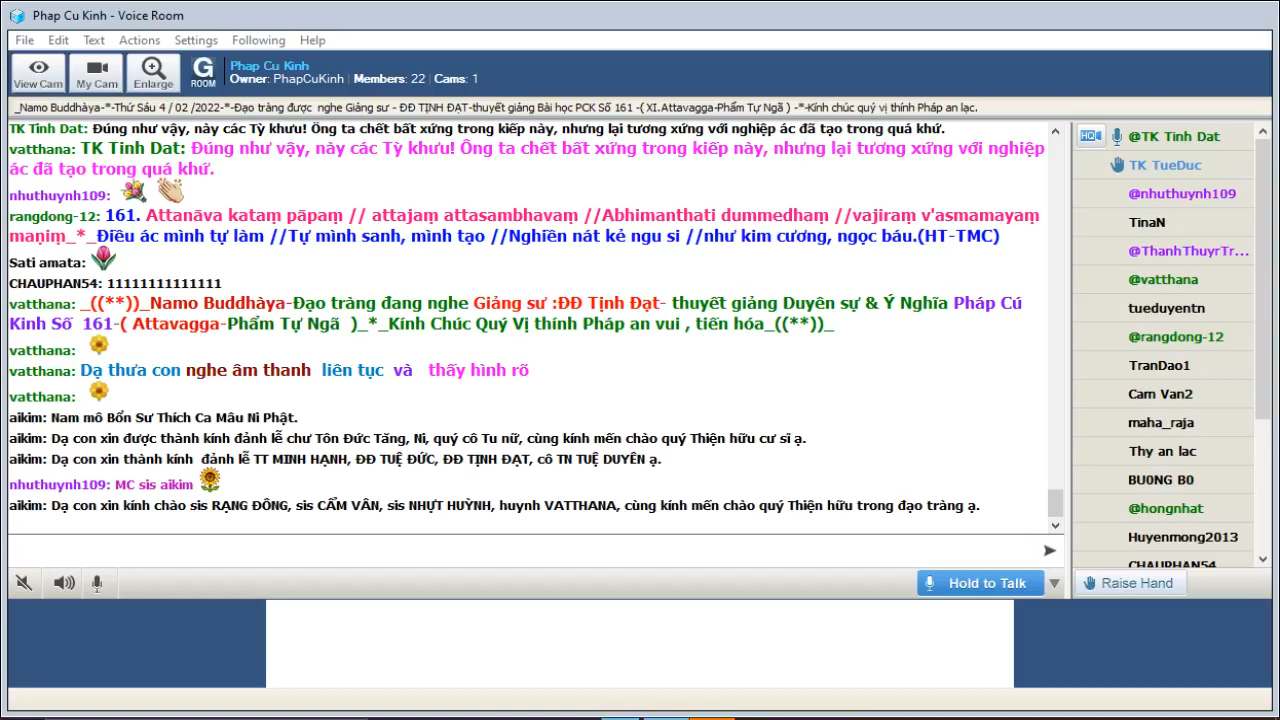 Phap Cu Kinh - Voice Room
File Edit Text Actions Settings Following Help
View Cam My Cam Enlarge G ROOM
Phap Cu Kinh
Owner: PhapCuKinh Members: 22 Cams: 1
_Namo Buddhàya-*-Thứ Sáu 4 / 02 /2022-*-Đạo tràng được nghe Giảng sư - ĐĐ TỊNH ĐẠT-thuyết giảng Bài học PCK Số 161 -( XI.Attavagga-Phẩm Tự Ngã ) -*-Kính chúc quý vị thính Pháp an lạc.
TK Tinh Dat: Đúng như vậy, này các Tỳ khưu! Ông ta chết bất xứng trong kiếp này, nhưng lại tương xứng với nghiệp ác đã tạo trong quá khứ.
vatthana: TK Tinh Dat: Đúng như vậy, này các Tỳ khưu! Ông ta chết bất xứng trong kiếp này, nhưng lại tương xứng với nghiệp
ác đã tạo trong quá khứ.
nhuthuynh109:
rangdong-12: 161. Attanāva kataṃ pāpaṃ // attajaṃ attasambhavaṃ //Abhimanthati dummedhaṃ //vajiraṃ v'asmamayaṃ
maṇiṃ_*_Điều ác mình tự làm //Tự mình sanh, mình tạo //Nghiền nát kẻ ngu si //như kim cương, ngọc báu.(HT-TMC)
Sati amata:
CHAUPHAN54: 11111111111111
vatthana: _((**))_Namo Buddhàya-Đạo tràng đang nghe Giảng sư :ĐĐ Tịnh Đạt- thuyết giảng Duyên sự & Ý Nghĩa Pháp Cú
Kinh Số 161-( Attavagga-Phẩm Tự Ngã )_*_Kính Chúc Quý Vị thính Pháp an vui , tiến hóa_((**))_
vatthana:
vatthana: Dạ thưa con nghe âm thanh liên tục và thấy hình rõ
vatthana:
aikim: Nam mô Bổn Sư Thích Ca Mâu Ni Phật.
aikim: Dạ con xin được thành kính đảnh lễ chư Tôn Đức Tăng, Ni, quý cô Tu nữ, cùng kính mến chào quý Thiện hữu cư sĩ ạ.
aikim: Dạ con xin thành kính đảnh lễ TT MINH HẠNH, ĐĐ TUỆ ĐỨC, ĐĐ TỊNH ĐẠT, cô TN TUỆ DUYÊN ạ.
nhuthuynh109: MC sis aikim
aikim: Dạ con xin kính chào sis RẠNG ĐÔNG, sis CẨM VÂN, sis NHỰT HUỲNH, huynh VATTHANA, cùng kính mến chào quý Thiện hữu trong đạo tràng ạ.
Hold to Talk
HQ @TK Tinh Dat
TK TueDuc
@nhuthuynh109
TinaN
@ThanhThuyrTr...
@vatthana
tueduyentn
@rangdong-12
TranDao1
Cam Van2
maha_raja
Thy an lac
BU0NG B0
@hongnhat
Huyenmong2013
CHAUPHAN54
Raise Hand